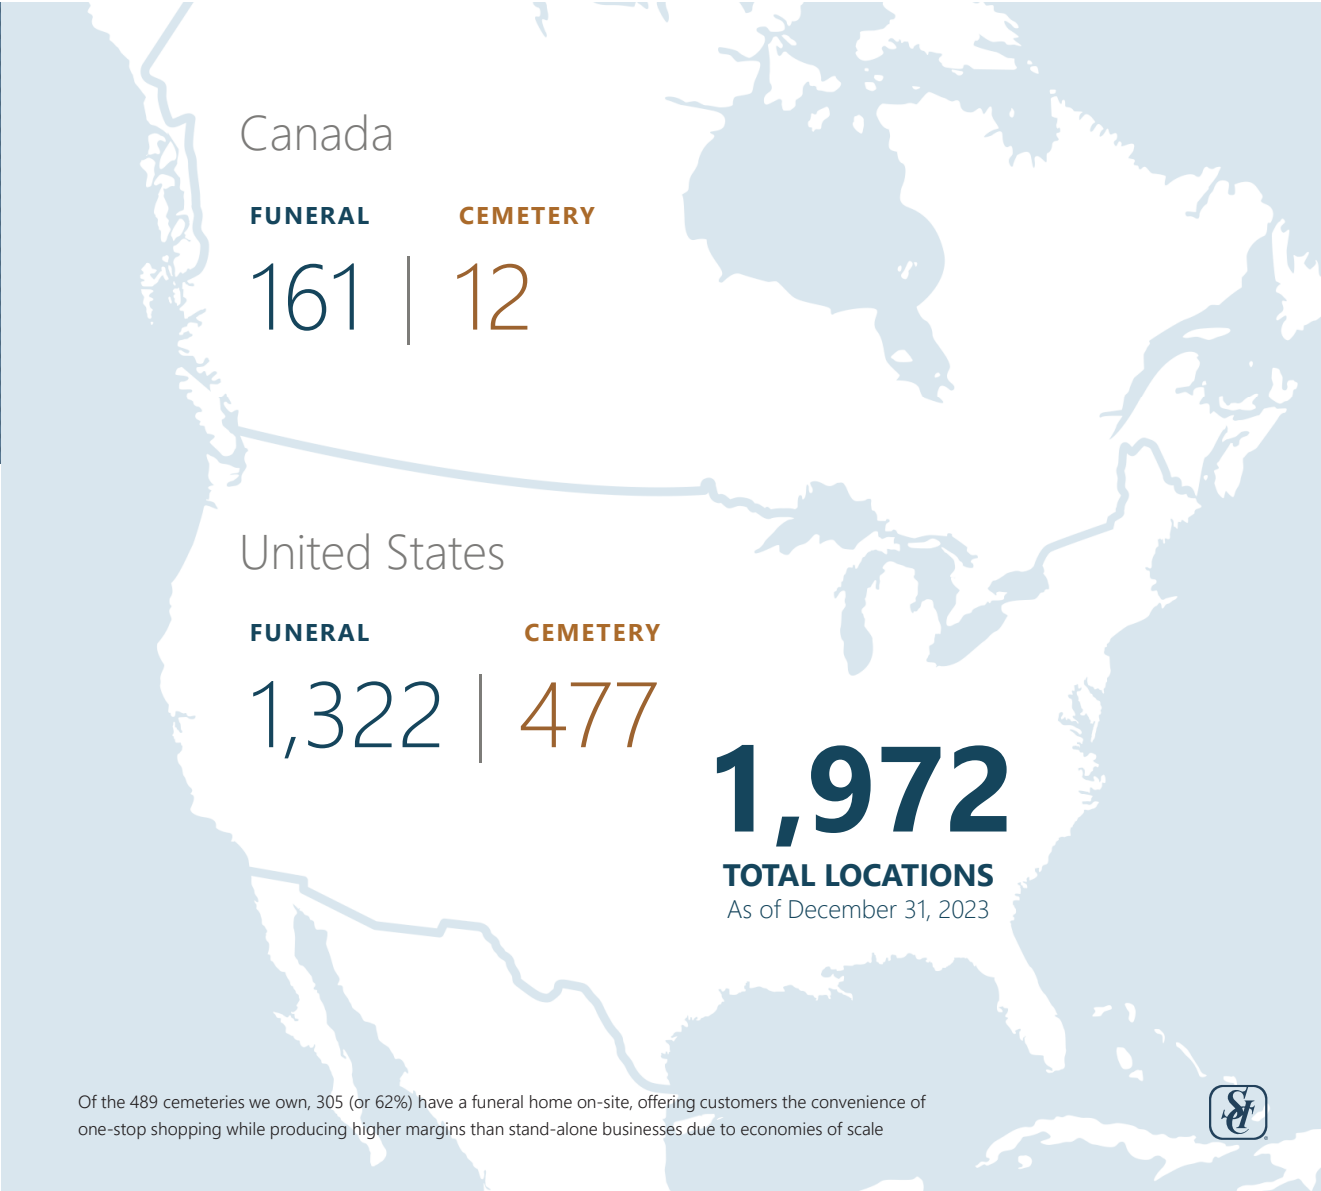 Canada
FUNERAL CEMETERY
161 12
United States
FUNERAL CEMETERY
1,322 477
1,972
TOTAL LOCATIONS
As of December 31, 2023
Of the 489 cemeteries we own, 305 (or 62%) have a funeral home on-site, offering customers the convenience of
one-stop shopping while producing higher margins than stand-alone businesses due to economies of scale
SCI